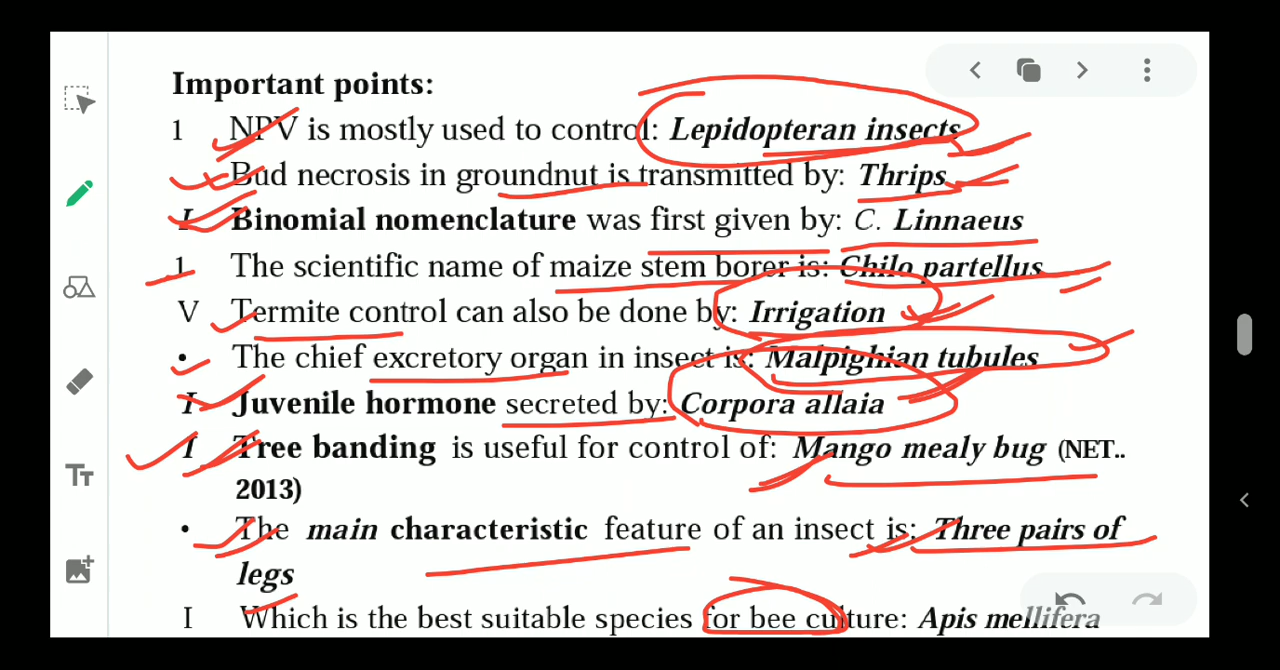 Important points:
1 NPV is mostly used to control: Lepidopteran insects
Bud necrosis in groundnut is transmitted by: Thrips
I Binomial nomenclature was first given by: C. Linnaeus
1 The scientific name of maize stem borer is: Chilo partellus
V Termite control can also be done by: Irrigation
• The chief excretory organ in insect is: Malpighian tubules
I Juvenile hormone secreted by: Corpora allaia
I Tree banding is useful for control of: Mango mealy bug (NET..
2013)
• The main characteristic feature of an insect is: Three pairs of
legs
I Which is the best suitable species for bee culture: Apis mellifera
Tт